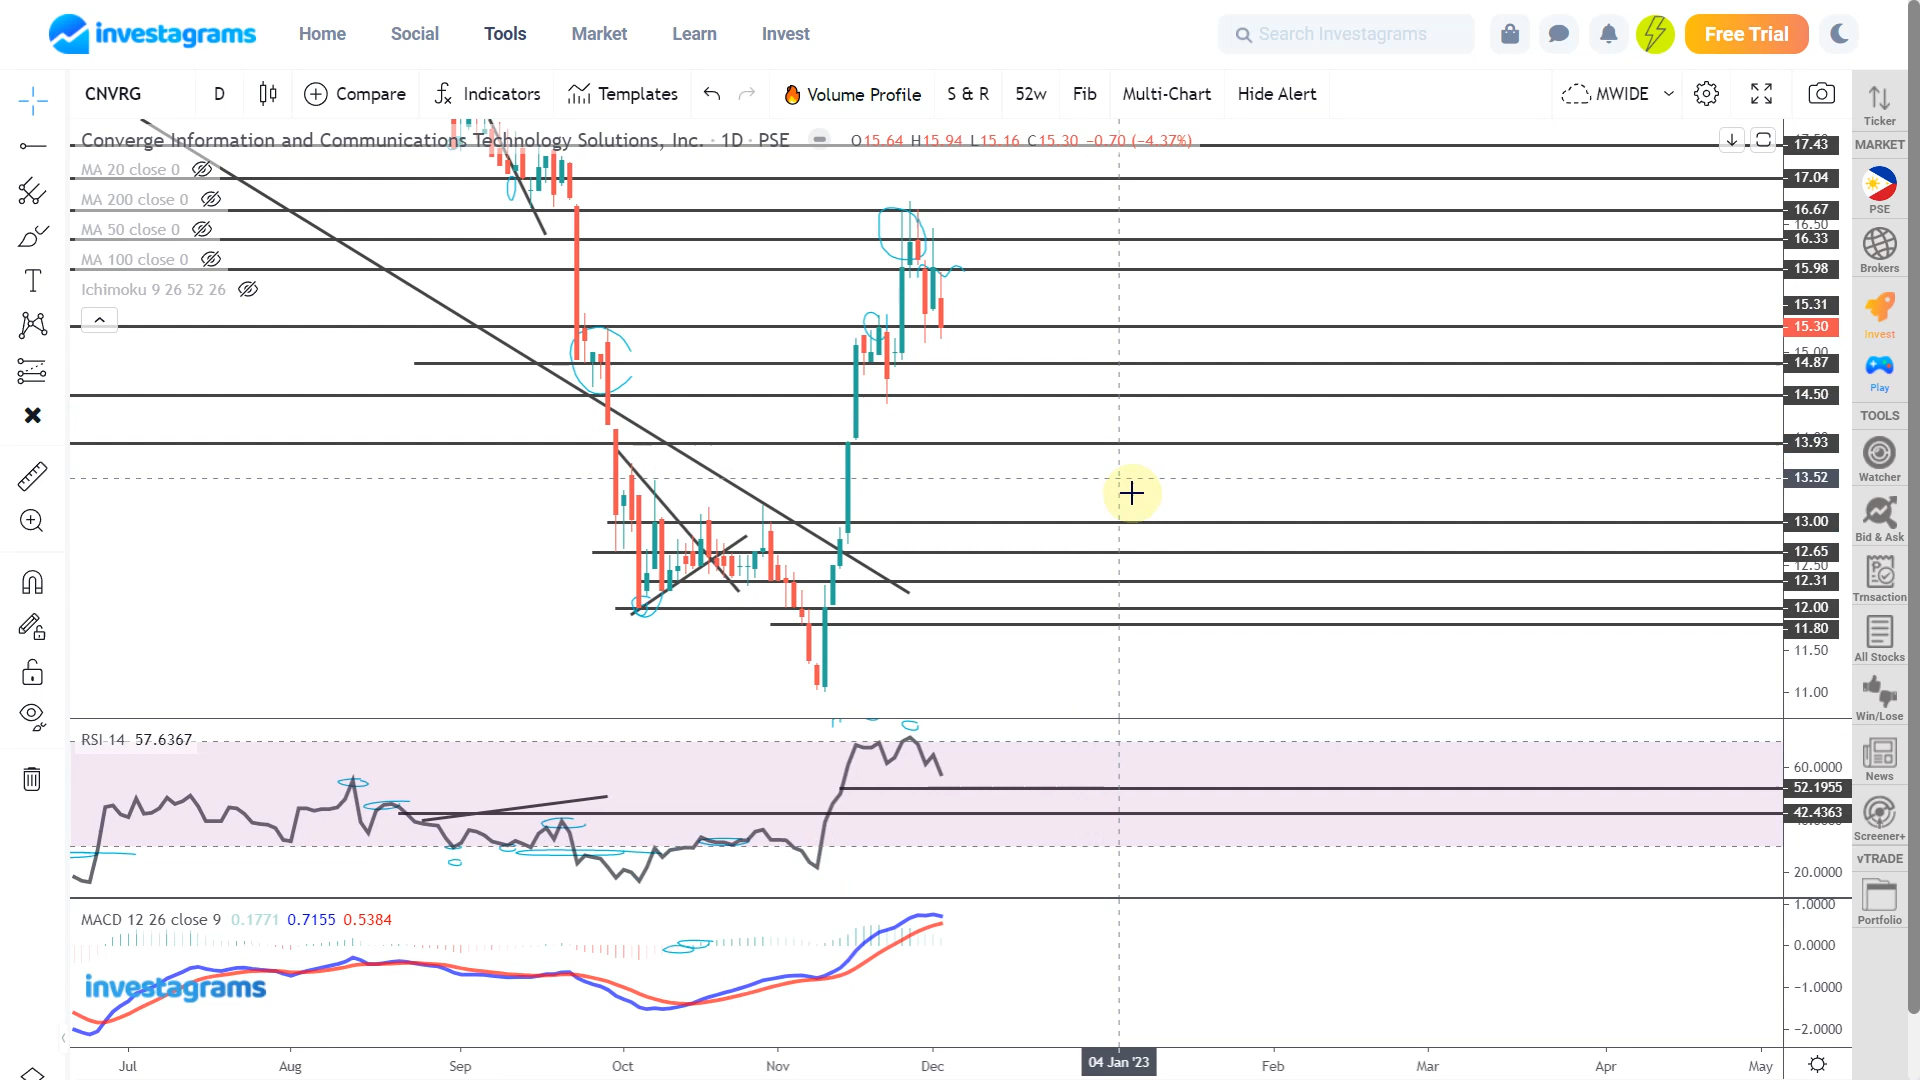 investagrams Home Social Tools Market Learn Invest Search Investagrams Free Trial
CNVRG D Compare Indicators Templates Volume Profile S & R 52w Fib Multi-Chart Hide Alert MWIDE
Converge Information and Communications Technology Solutions, Inc. · 1D · PSE O15.64 H15.94 L15.16 C15.30 −0.70 (−4.37%)
MA 20 close 0
MA 200 close 0
MA 50 close 0
MA 100 close 0
Ichimoku 9 26 52 26
17.43
17.04
16.67
16.50
16.33
15.98
15.31
15.30
15.00
14.87
14.50
13.93
13.52
13.00
12.65
12.50
12.31
12.00
11.80
11.50
11.00
RSI 14 57.6367
60.0000
52.1955
42.4363
20.0000
MACD 12 26 close 9 0.1771 0.7155 0.5384
1.0000
0.0000
−1.0000
−2.0000
investagrams
Jul Aug Sep Oct Nov Dec 04 Jan '23 Feb Mar Apr May
Ticker
MARKET
PSE
Brokers
Invest
Play
TOOLS
Watcher
Bid & Ask
Trnsaction
All Stocks
Win/Lose
News
Screener+
vTRADE
Portfolio